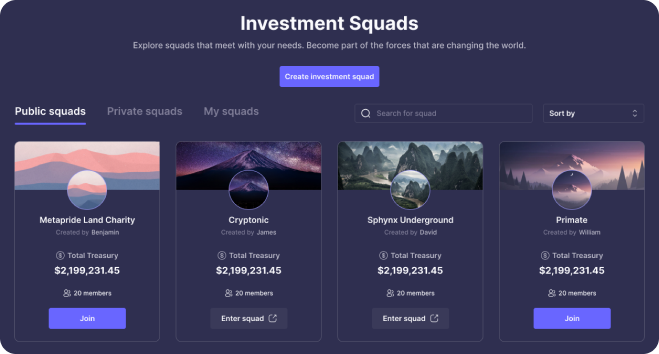 Investment Squads
Explore squads that meet with your needs. Become part of the forces that are changing the world.
Create investment squad
Public squads
Private squads
My squads
Search for squad
Sort by
Metapride Land Charity
Created by Benjamin
Total Treasury
$2,199,231.45
20 members
Join
Cryptonic
Created by James
Total Treasury
$2,199,231.45
20 members
Enter squad
Sphynx Underground
Created by David
Total Treasury
$2,199,231.45
20 members
Enter squad
Primate
Created by William
Total Treasury
$2,199,231.45
20 members
Join